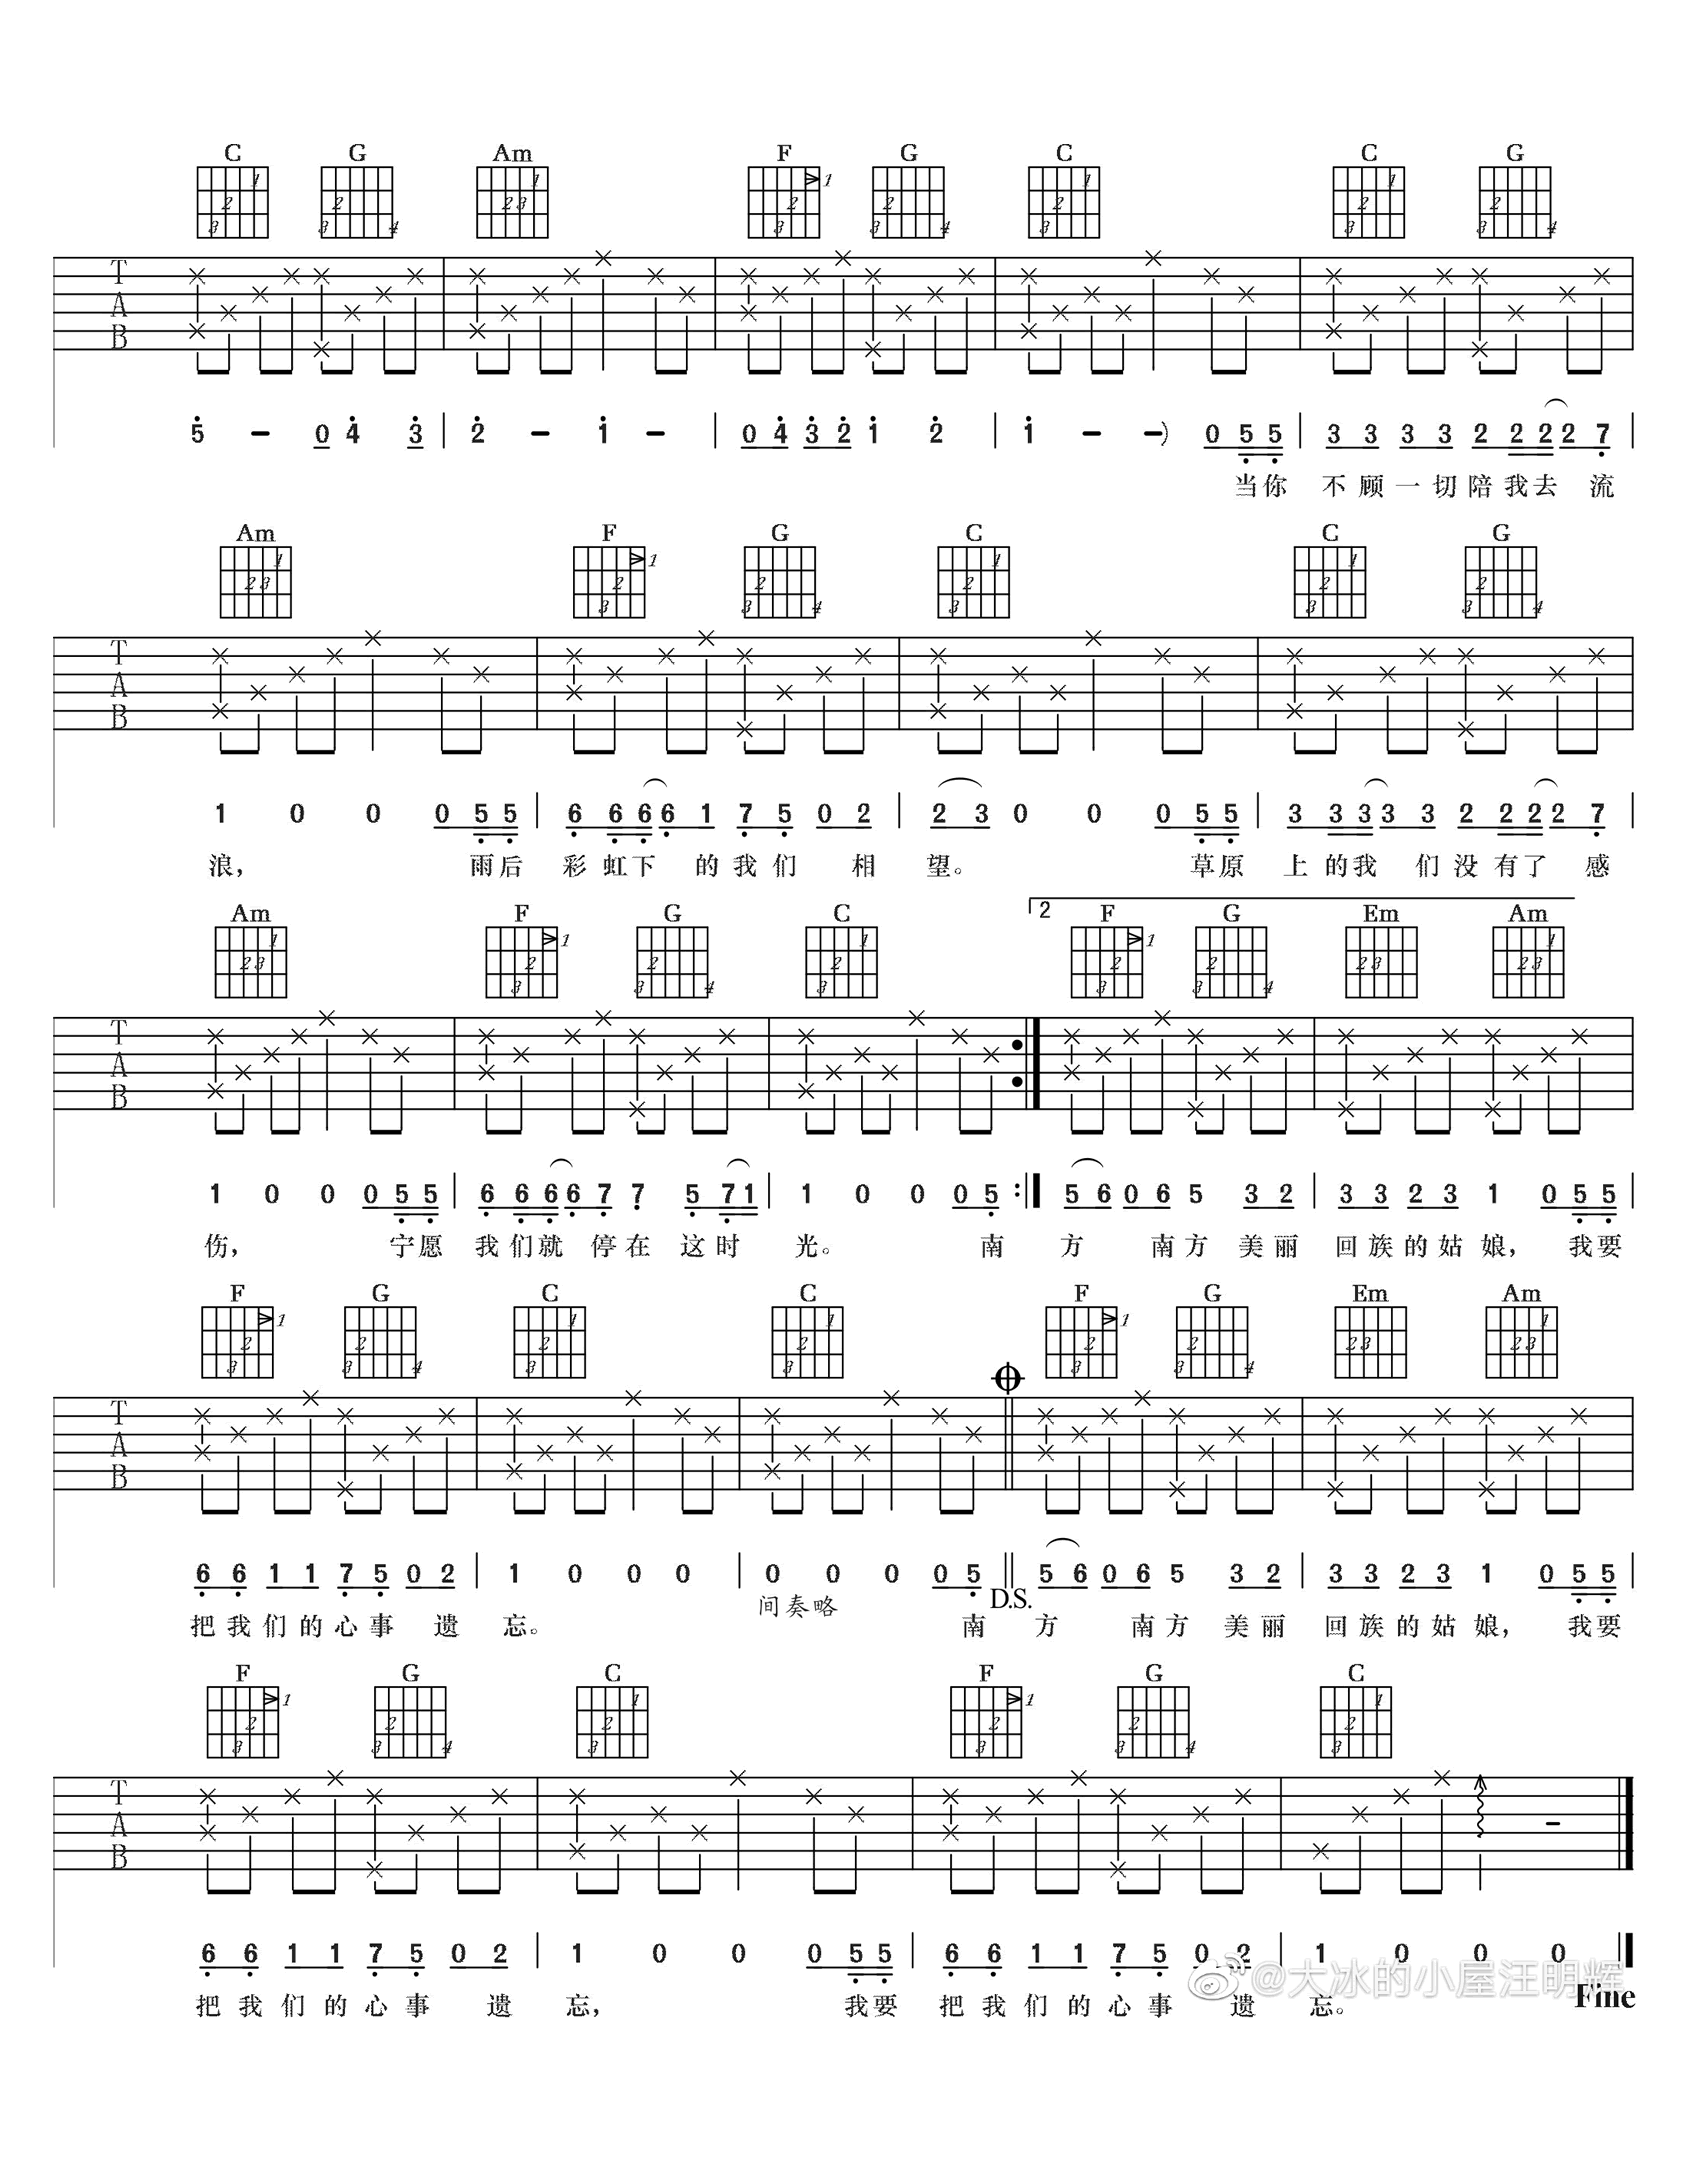 C G Am F G C C G
T A B
5 - 0 4 3 | 2 - 1 - | 0 4 3 2 1 2 | 1 - - ) 0 5 5 | 3 3 3 3 2 2 2 2 7 |
当你 不顾一切陪我去 流
Am F G C C G
T A B
1 0 0 0 5 5 | 6 6 6 6 1 7 5 0 2 | 2 3 0 0 0 5 5 | 3 3 3 3 3 2 2 2 2 7 |
浪, 雨后 彩虹下 的我们 相 望。 草原 上的我 们没有了 感
Am F G C 2 F G Em Am
T A B
1 0 0 0 5 5 | 6 6 6 6 7 7 5 7 1 | 1 0 0 0 5 :| 5 6 0 6 5 3 2 | 3 3 2 3 1 0 5 5 |
伤, 宁愿 我们就 停在 这时 光。 南 方 南方 美丽 回族的姑娘, 我要
F G C C F G Em Am
T A B
6 6 1 1 7 5 0 2 | 1 0 0 0 | 0 0 0 0 5 || 5 6 0 6 5 3 2 | 3 3 2 3 1 0 5 5 |
间奏略 D.S.
把我们的心事 遗 忘。 南 方 南方 美丽 回族的姑娘, 我要
F G C F G C
T A B
6 6 1 1 7 5 0 2 | 1 0 0 0 5 5 | 6 6 1 1 7 5 0 2 | 1 0 0 0
@大冰的小屋汪明辉
Fine
把我们的心事 遗 忘, 我要 把我们的心事 遗 忘。